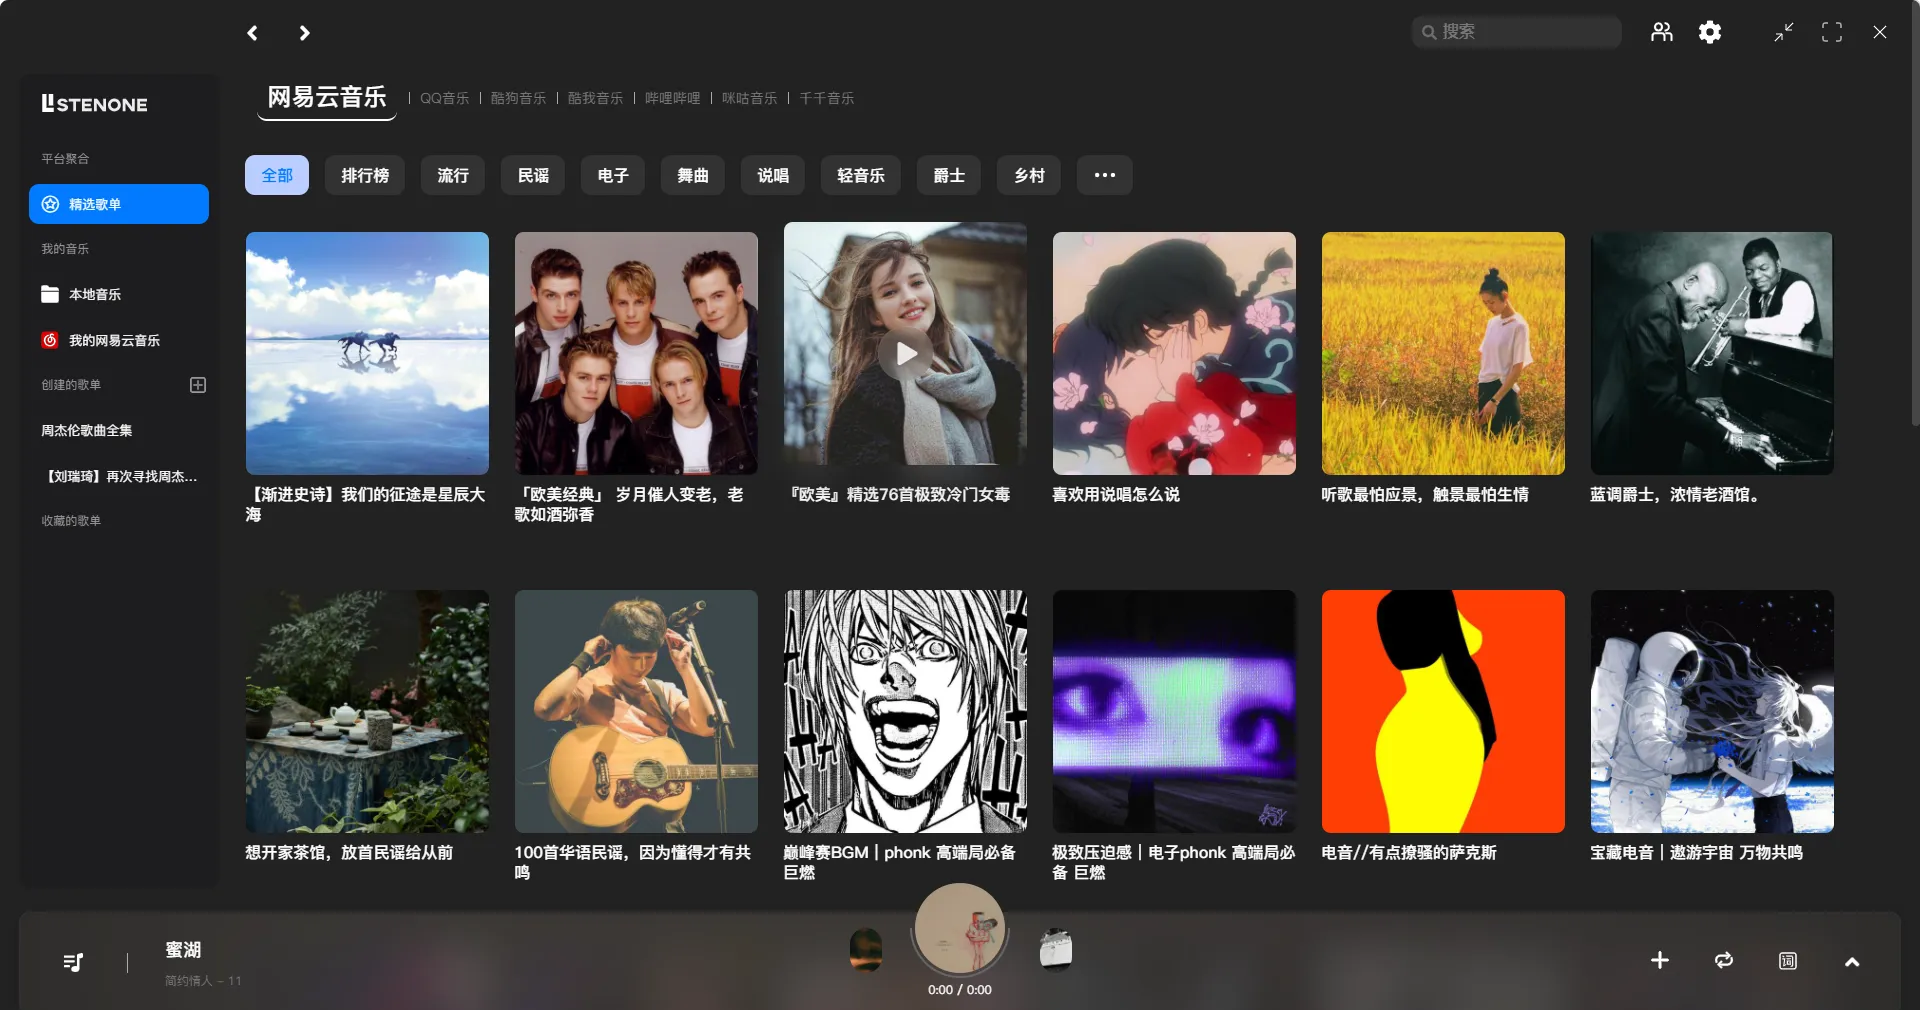 搜索
LISTENONE
网易云音乐
QQ音乐
酷狗音乐
酷我音乐
哔哩哔哩
咪咕音乐
千千音乐
平台聚合
精选歌单
我的音乐
本地音乐
我的网易云音乐
创建的歌单
周杰伦歌曲全集
【刘瑞琦】再次寻找周杰...
收藏的歌单
全部
排行榜
流行
民谣
电子
舞曲
说唱
轻音乐
爵士
乡村
【渐进史诗】我们的征途是星辰大
海
「欧美经典」 岁月催人变老，老
歌如酒弥香
『欧美』精选76首极致冷门女毒
喜欢用说唱怎么说
听歌最怕应景，触景最怕生情
蓝调爵士，浓情老酒馆。
想开家茶馆，放首民谣给从前
100首华语民谣，因为懂得才有共
鸣
巅峰赛BGM｜phonk 高端局必备
巨燃
极致压迫感｜电子phonk 高端局必
备 巨燃
电音//有点撩骚的萨克斯
宝藏电音｜遨游宇宙 万物共鸣
蜜湖
简约情人 - 11
0:00 / 0:00
词